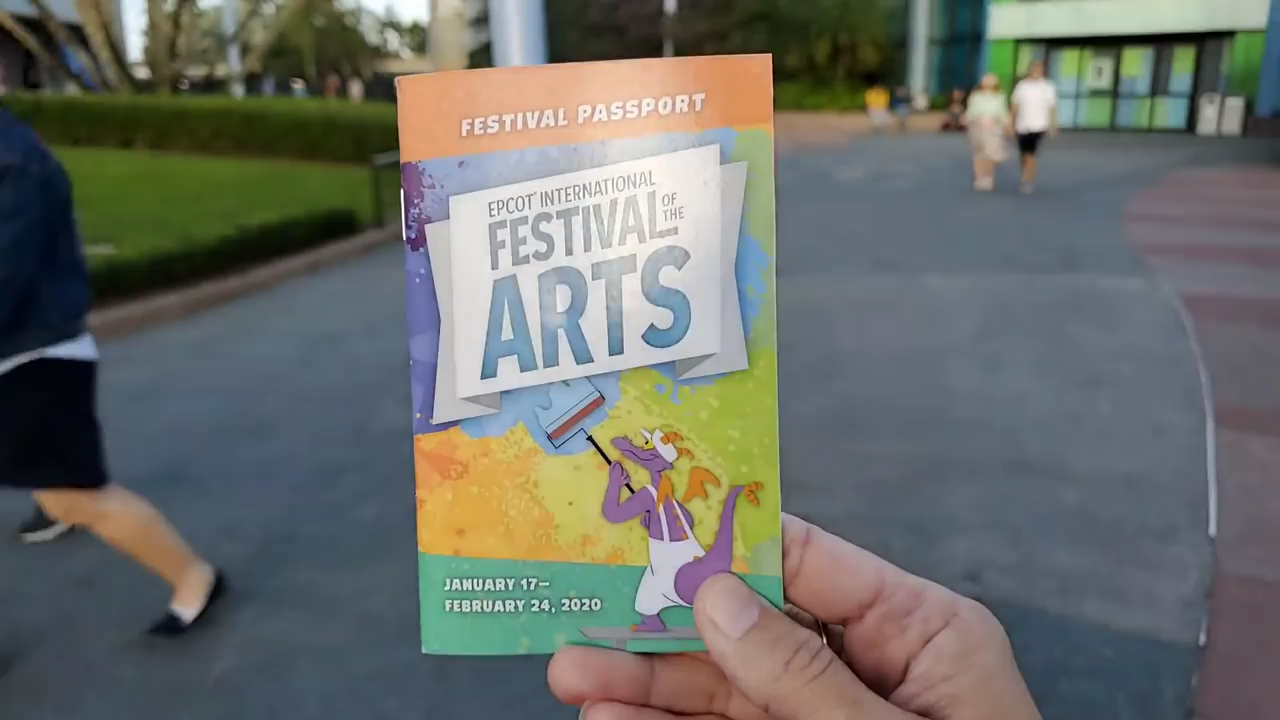 FESTIVAL PASSPORT
EPCOT INTERNATIONAL
FESTIVAL OF THE
ARTS
JANUARY 17–
FEBRUARY 24, 2020